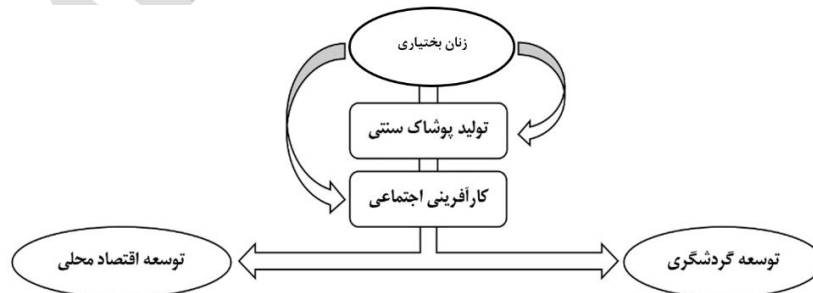 زنان بختیاری
تولید پوشاک سنتی
کارآفرینی اجتماعی
توسعه گردشگری
توسعه اقتصاد محلی